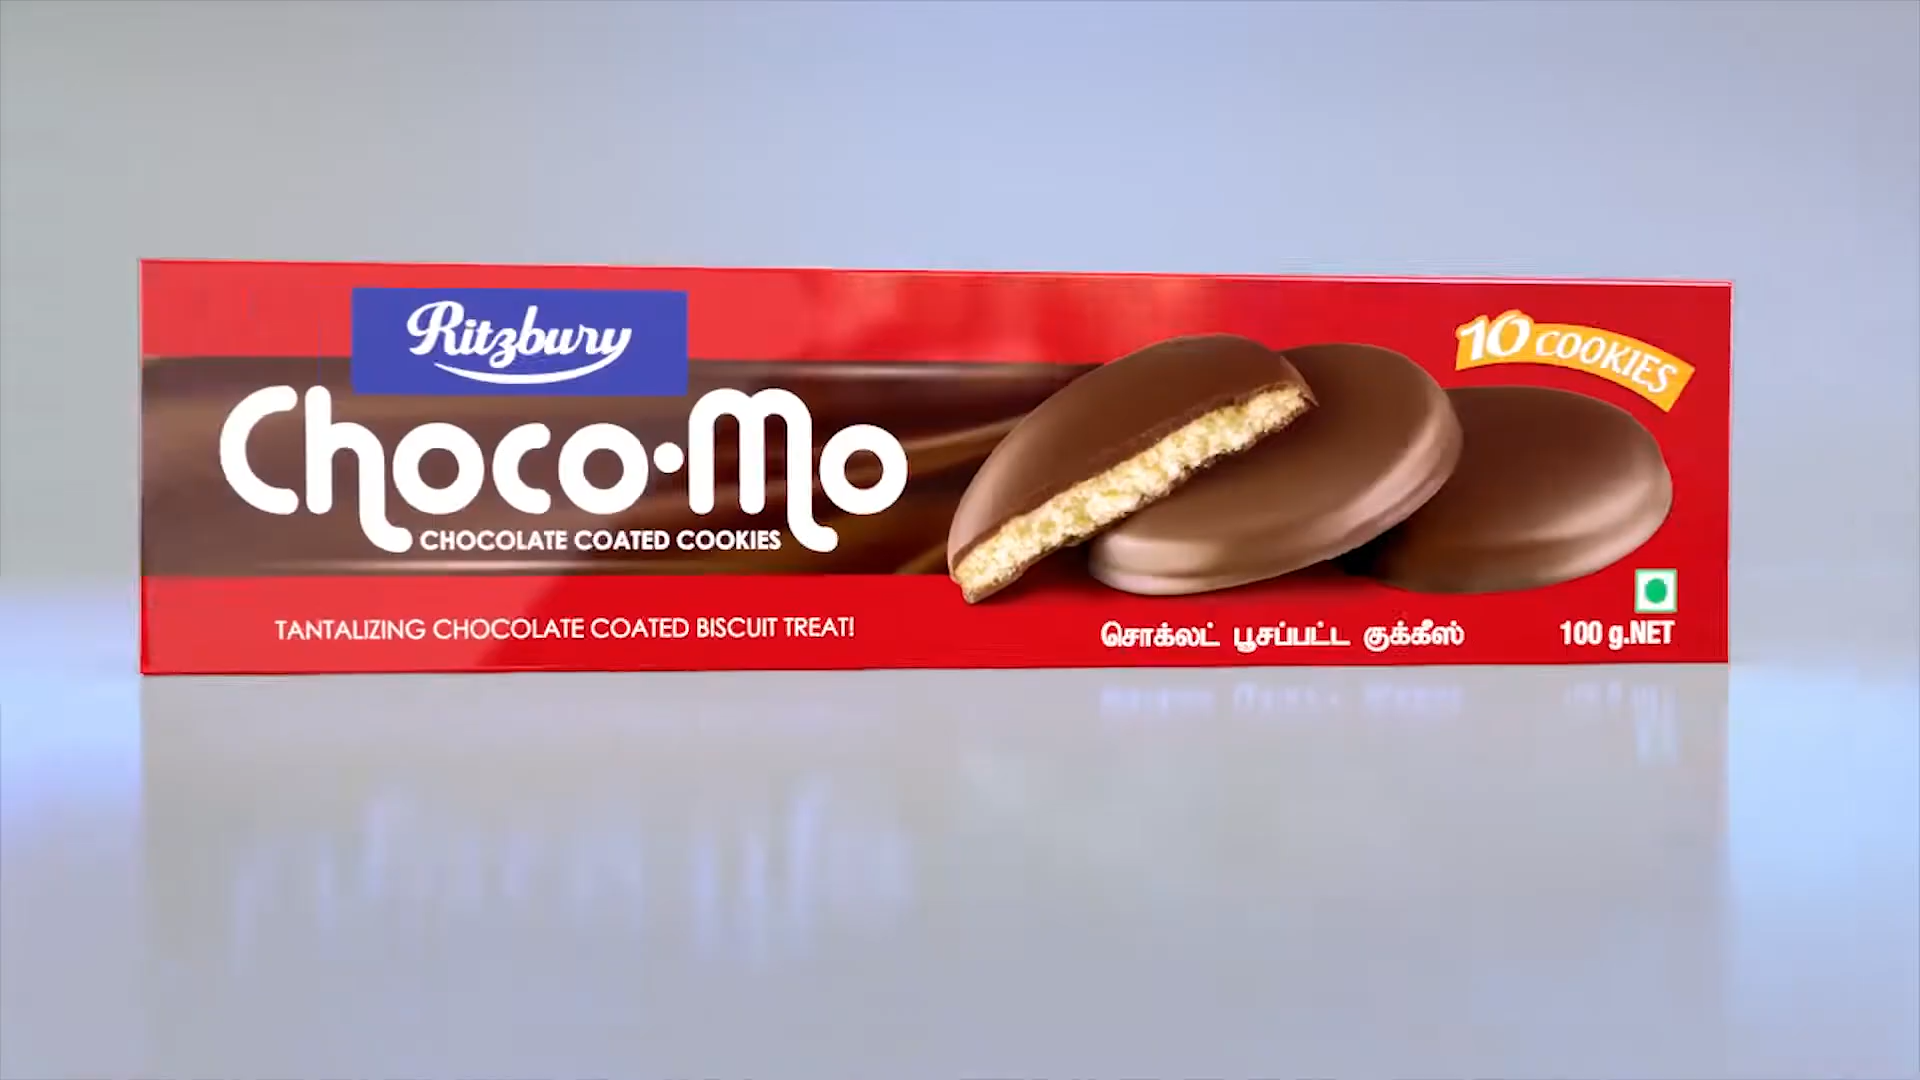 Ritzbury
Choco·Mo
CHOCOLATE COATED COOKIES
TANTALIZING CHOCOLATE COATED BISCUIT TREAT!
10 COOKIES
சொக்லட் பூசப்பட்ட குக்கீஸ்
100 g.NET